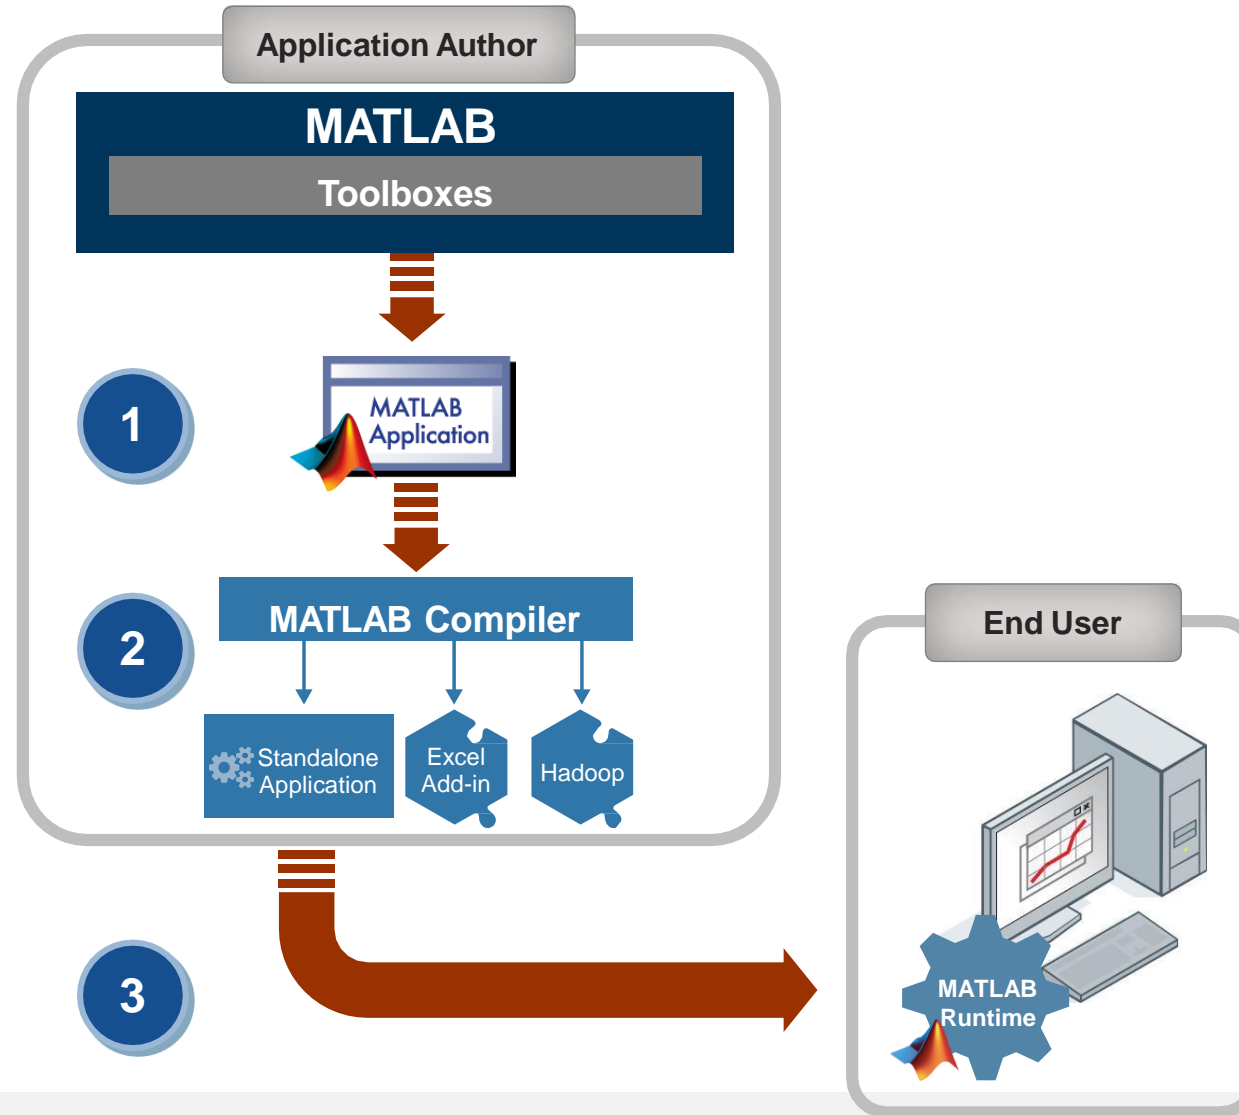 Application Author
MATLAB
Toolboxes
1
MATLAB
Application
2
MATLAB Compiler
Standalone
Application
Excel
Add-in
Hadoop
3
End User
MATLAB
Runtime